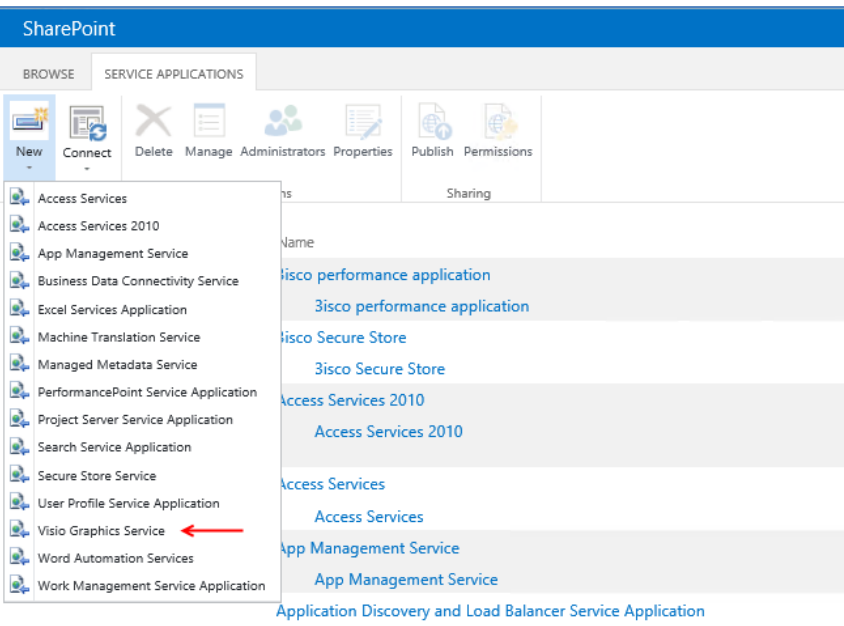 SharePoint
BROWSE SERVICE APPLICATIONS
New Connect Delete Manage Administrators Properties Publish Permissions
ns Sharing
Access Services
Access Services 2010
App Management Service
Business Data Connectivity Service
Excel Services Application
Machine Translation Service
Managed Metadata Service
PerformancePoint Service Application
Project Server Service Application
Search Service Application
Secure Store Service
User Profile Service Application
Visio Graphics Service
Word Automation Services
Work Management Service Application
Name
3isco performance application
3isco performance application
3isco Secure Store
3isco Secure Store
Access Services 2010
Access Services 2010
Access Services
Access Services
App Management Service
App Management Service
Application Discovery and Load Balancer Service Application